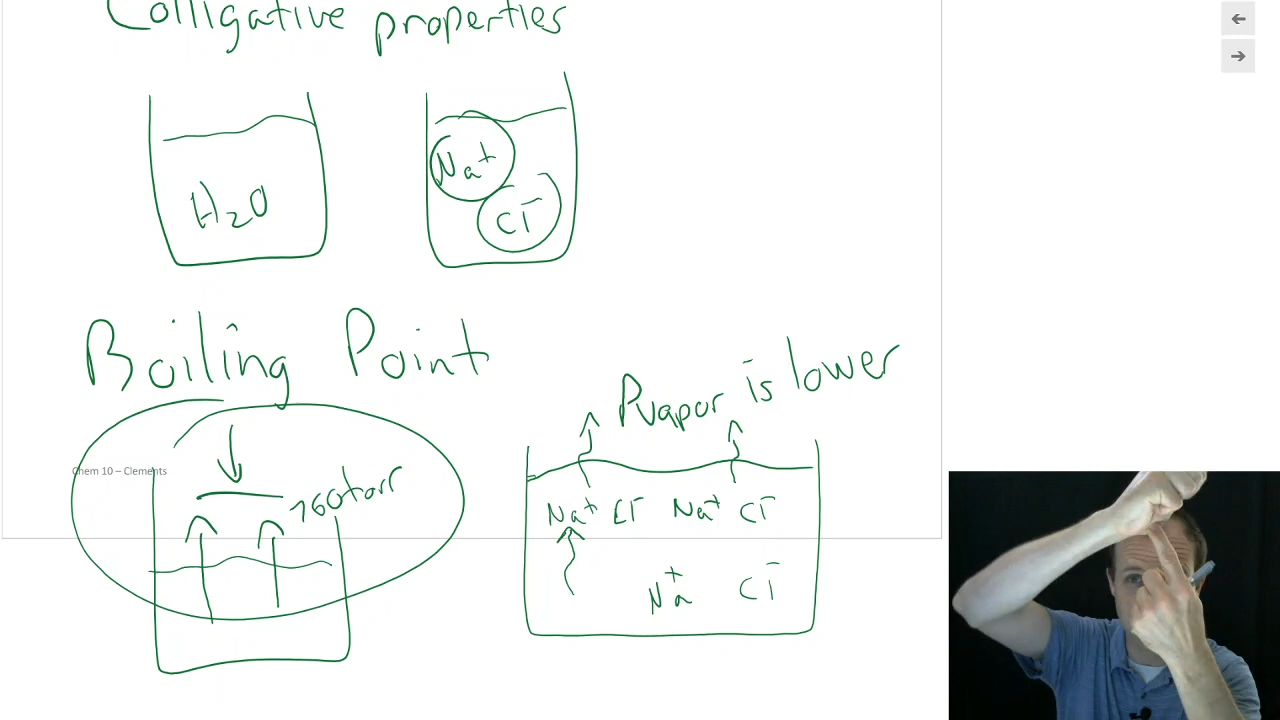 Colligative properties
H2O
Na+
Cl-
Boiling Point
Pvapor is lower
Chem 10 – Clements
760torr
Na+ Cl- Na+ Cl-
Na+ Cl-